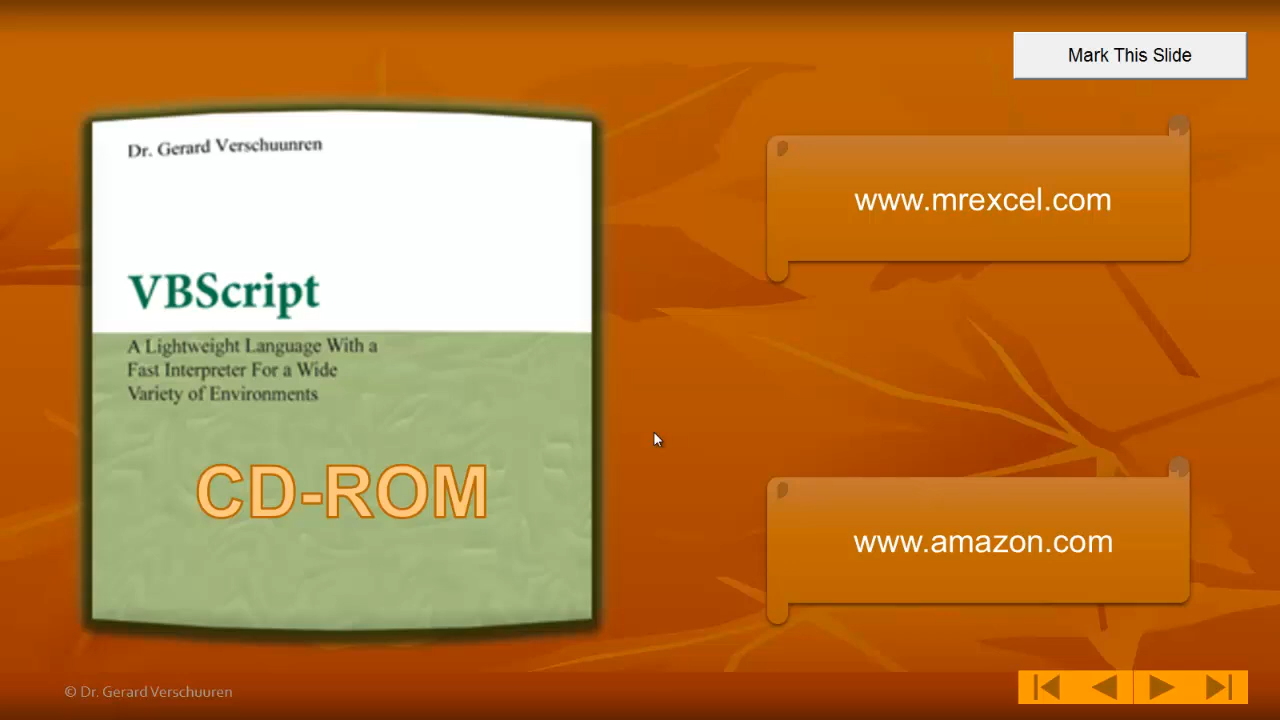 Mark This Slide
Dr. Gerard Verschuunren
VBScript
A Lightweight Language With a
Fast Interpreter For a Wide
Variety of Environments
CD-ROM
www.mrexcel.com
www.amazon.com
© Dr. Gerard Verschuuren